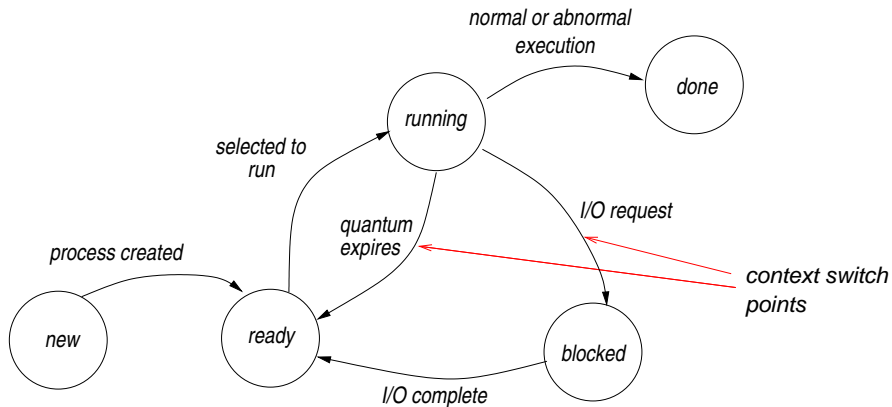 normal or abnormal
execution
done
running
selected to
run
I/O request
quantum
expires
process created
context switch
points
new
ready
blocked
I/O complete